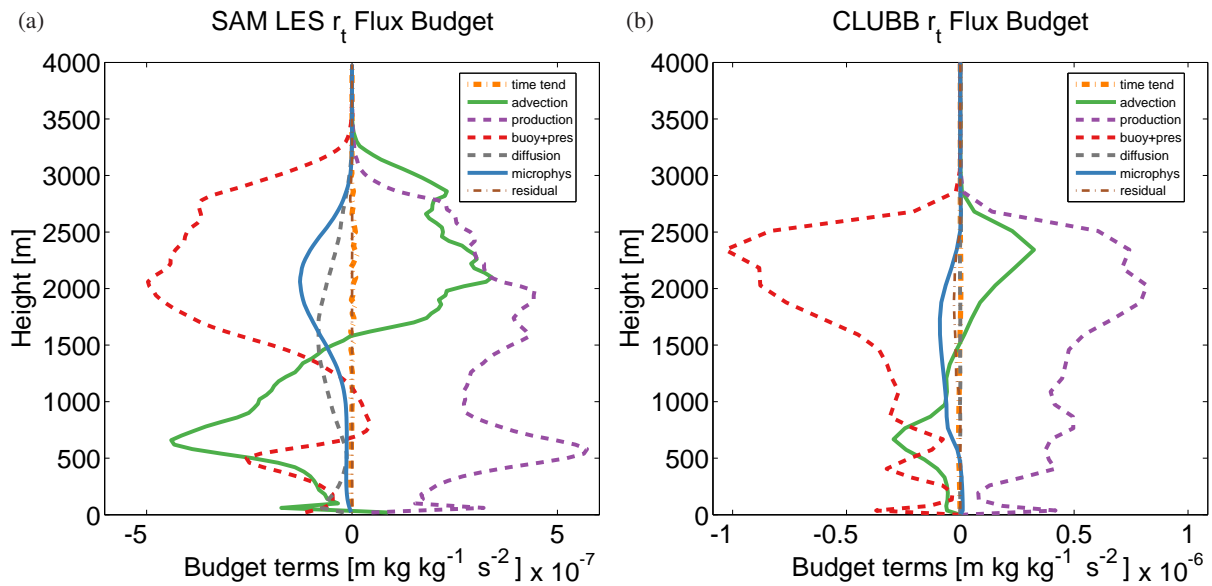 (a)
SAM LES r_t Flux Budget
4000
3500
3000
2500
2000
1500
1000
500
0
Height [m]
time tend
advection
production
buoy+pres
diffusion
microphys
residual
-5 0 5
Budget terms [m kg kg^-1 s^-2] x 10^-7
(b)
CLUBB r_t Flux Budget
4000
3500
3000
2500
2000
1500
1000
500
0
Height [m]
time tend
advection
production
buoy+pres
diffusion
microphys
residual
-1 -0.5 0 0.5 1
Budget terms [m kg kg^-1 s^-2] x 10^-6